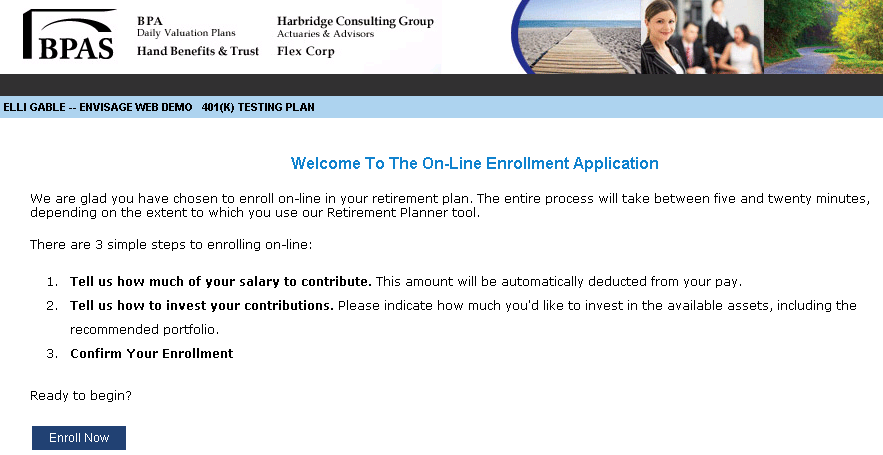 BPAS
BPA
Daily Valuation Plans
Hand Benefits & Trust
Harbridge Consulting Group
Actuaries & Advisors
Flex Corp
ELLI GABLE -- ENVISAGE WEB DEMO 401(K) TESTING PLAN
Welcome To The On-Line Enrollment Application
We are glad you have chosen to enroll on-line in your retirement plan. The entire process will take between five and twenty minutes,
depending on the extent to which you use our Retirement Planner tool.
There are 3 simple steps to enrolling on-line:
1. Tell us how much of your salary to contribute. This amount will be automatically deducted from your pay.
2. Tell us how to invest your contributions. Please indicate how much you'd like to invest in the available assets, including the
recommended portfolio.
3. Confirm Your Enrollment
Ready to begin?
Enroll Now